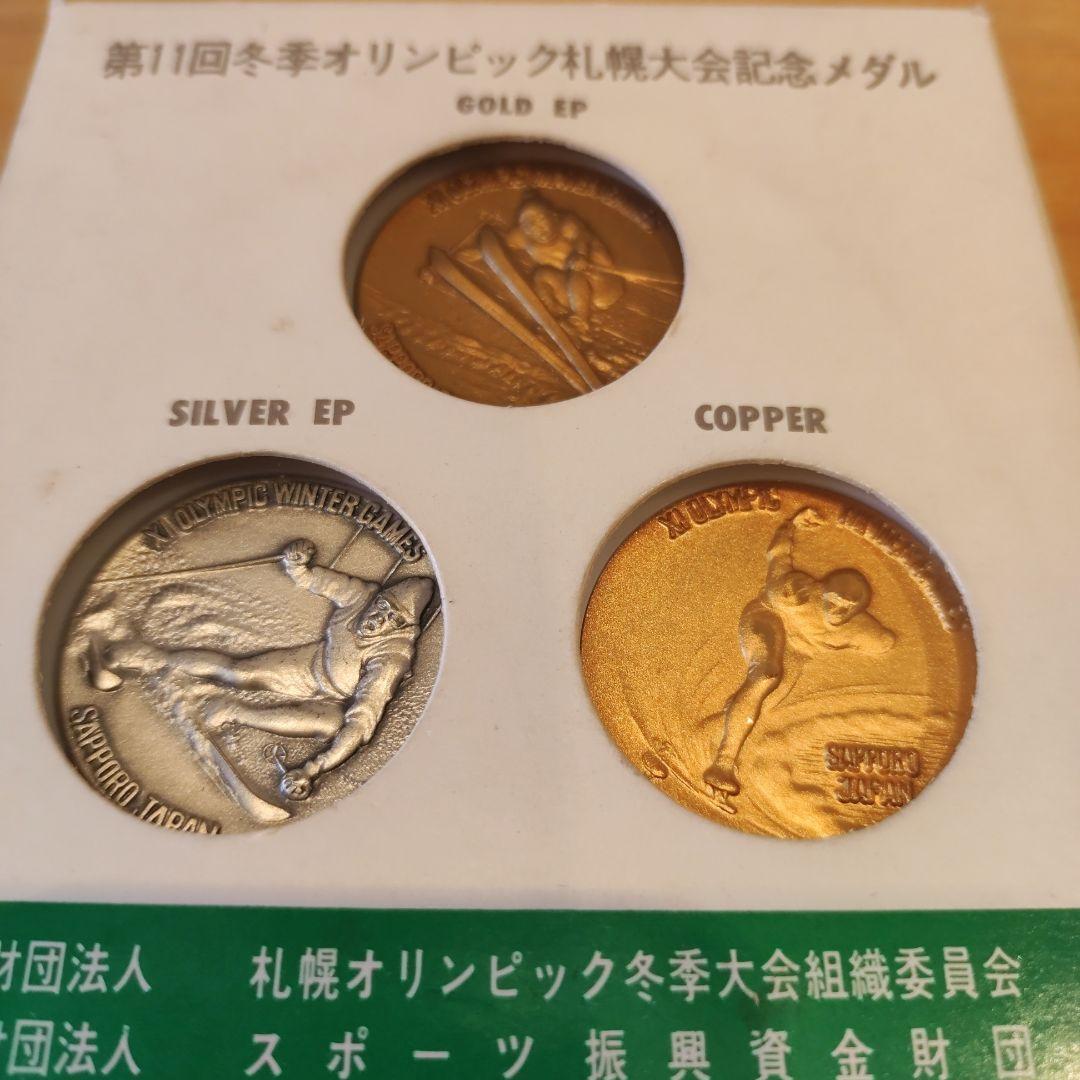 第11回冬季オリンピック札幌大会記念メダル
GOLD EP
SILVER EP
COPPER
XI OLYMPIC WINTER GAMES
SAPPORO JAPAN
XI OLYMPIC
SAPPORO
JAPAN
SAPPORO
財団法人 札幌オリンピック冬季大会組織委員会
財団法人 スポーツ振興資金財団